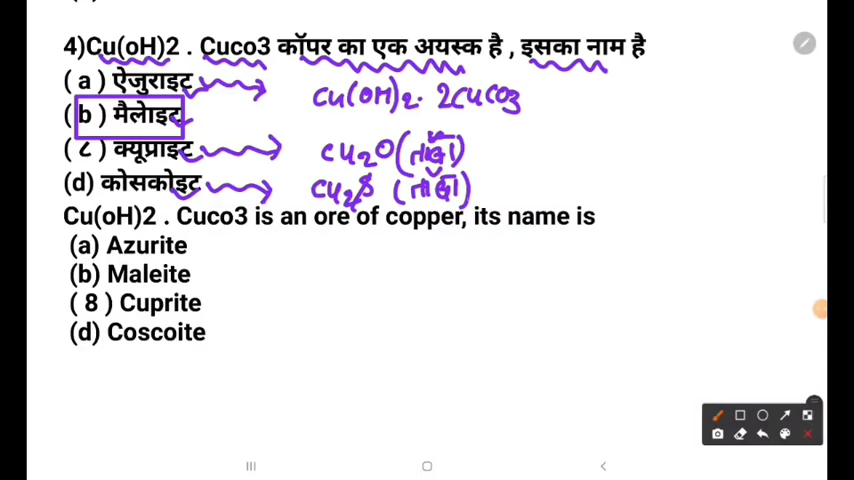 4)Cu(oH)2 . Cuco3 कॉपर का एक अयस्क है , इसका नाम है
( a ) ऐजुराइट → Cu(OH)2. 2CuCO3
( b ) मैलेाइट
( ८ ) क्यूप्राइट → Cu2O (तांबा)
(d) कोसकोइट → Cu2S (तांबा)
Cu(oH)2 . Cuco3 is an ore of copper, its name is
(a) Azurite
(b) Maleite
( 8 ) Cuprite
(d) Coscoite